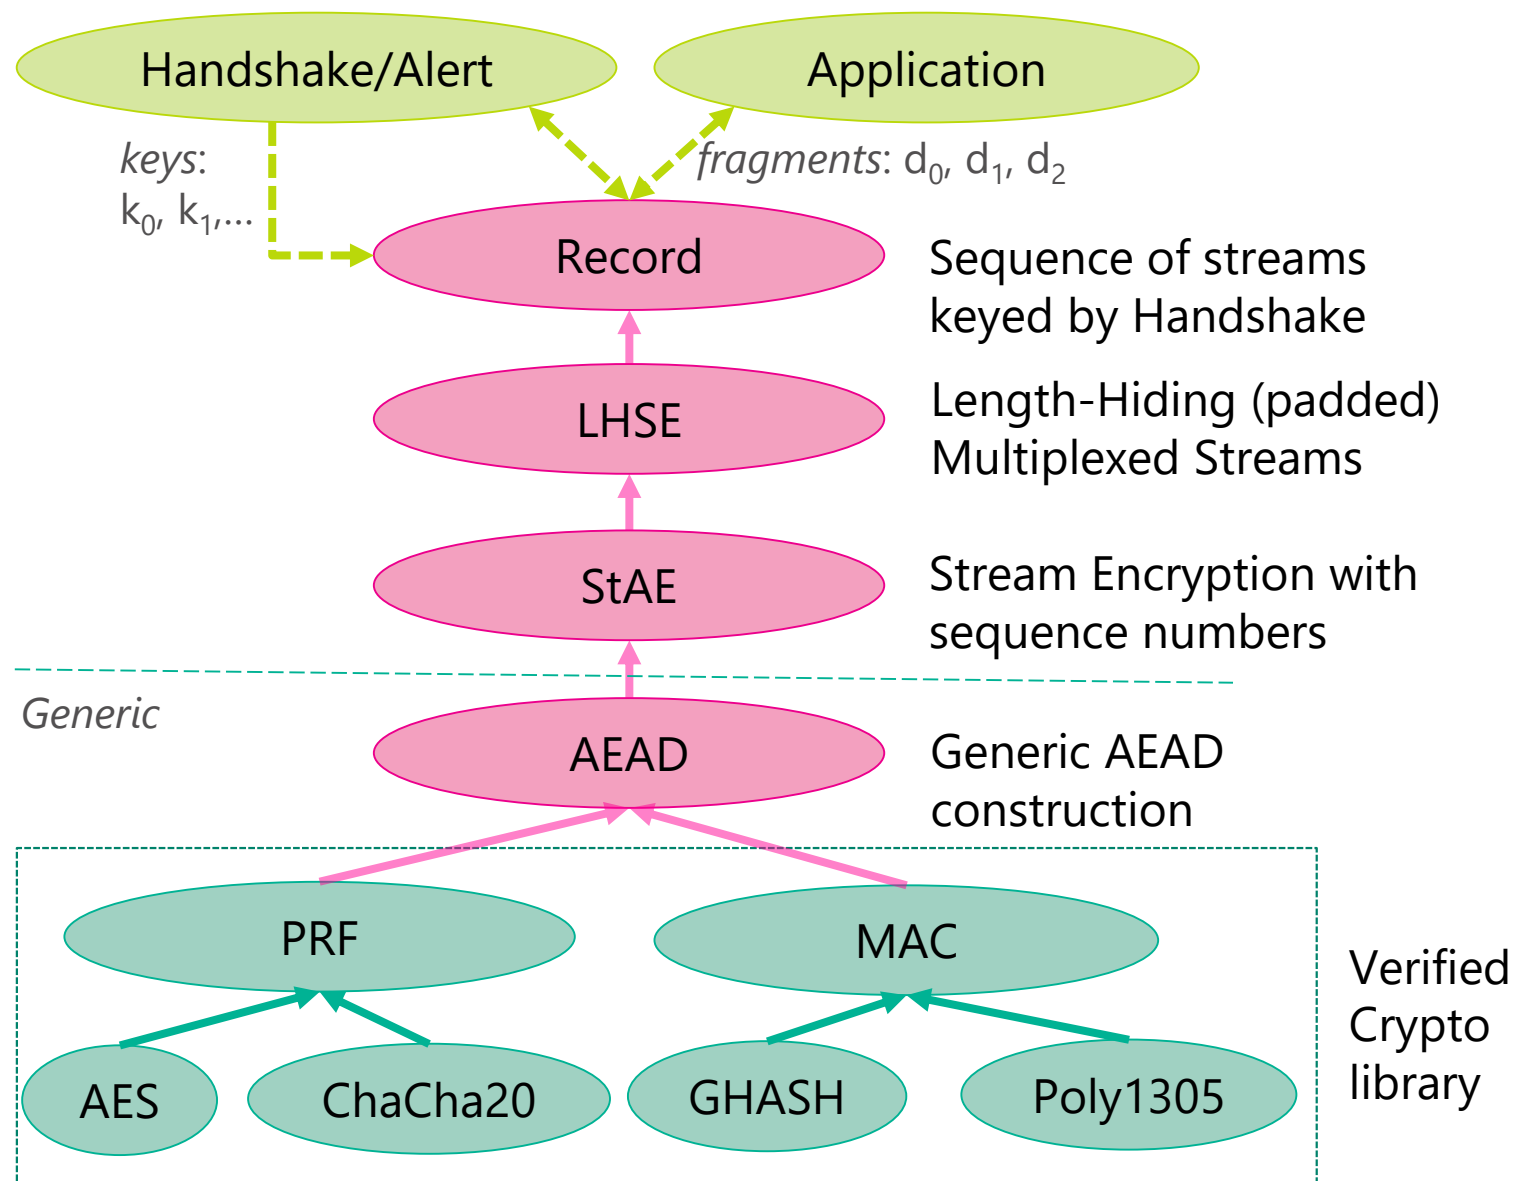 Handshake/Alert
Application
keys:
k0, k1,...
fragments: d0, d1, d2
Record
Sequence of streams
keyed by Handshake
LHSE
Length-Hiding (padded)
Multiplexed Streams
StAE
Stream Encryption with
sequence numbers
Generic
AEAD
Generic AEAD
construction
PRF
MAC
Verified
Crypto
library
AES
ChaCha20
GHASH
Poly1305